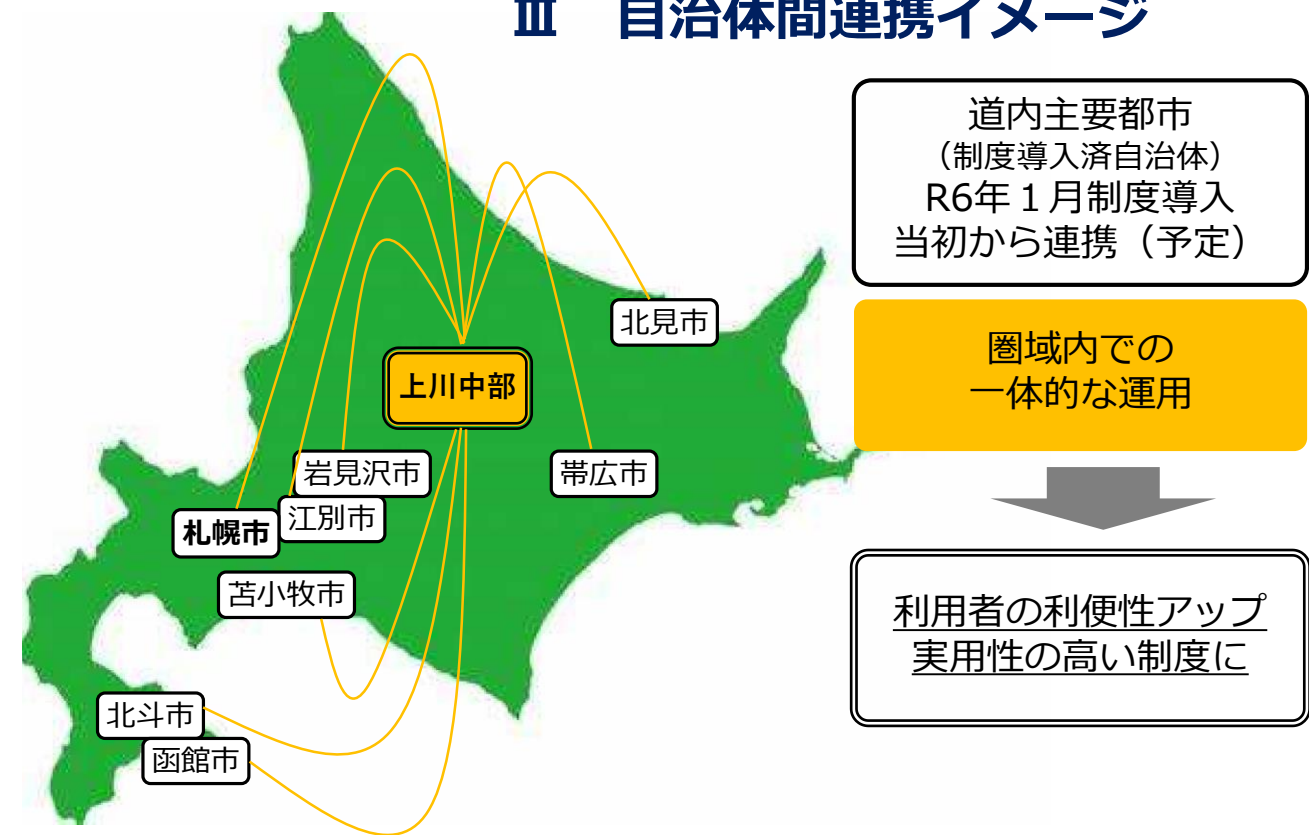 Ⅲ　自治体間連携イメージ
道内主要都市
（制度導入済自治体）
R6年１月制度導入
当初から連携（予定）
圏域内での
一体的な運用
利用者の利便性アップ
実用性の高い制度に
北見市
上川中部
岩見沢市
帯広市
江別市
札幌市
苫小牧市
北斗市
函館市